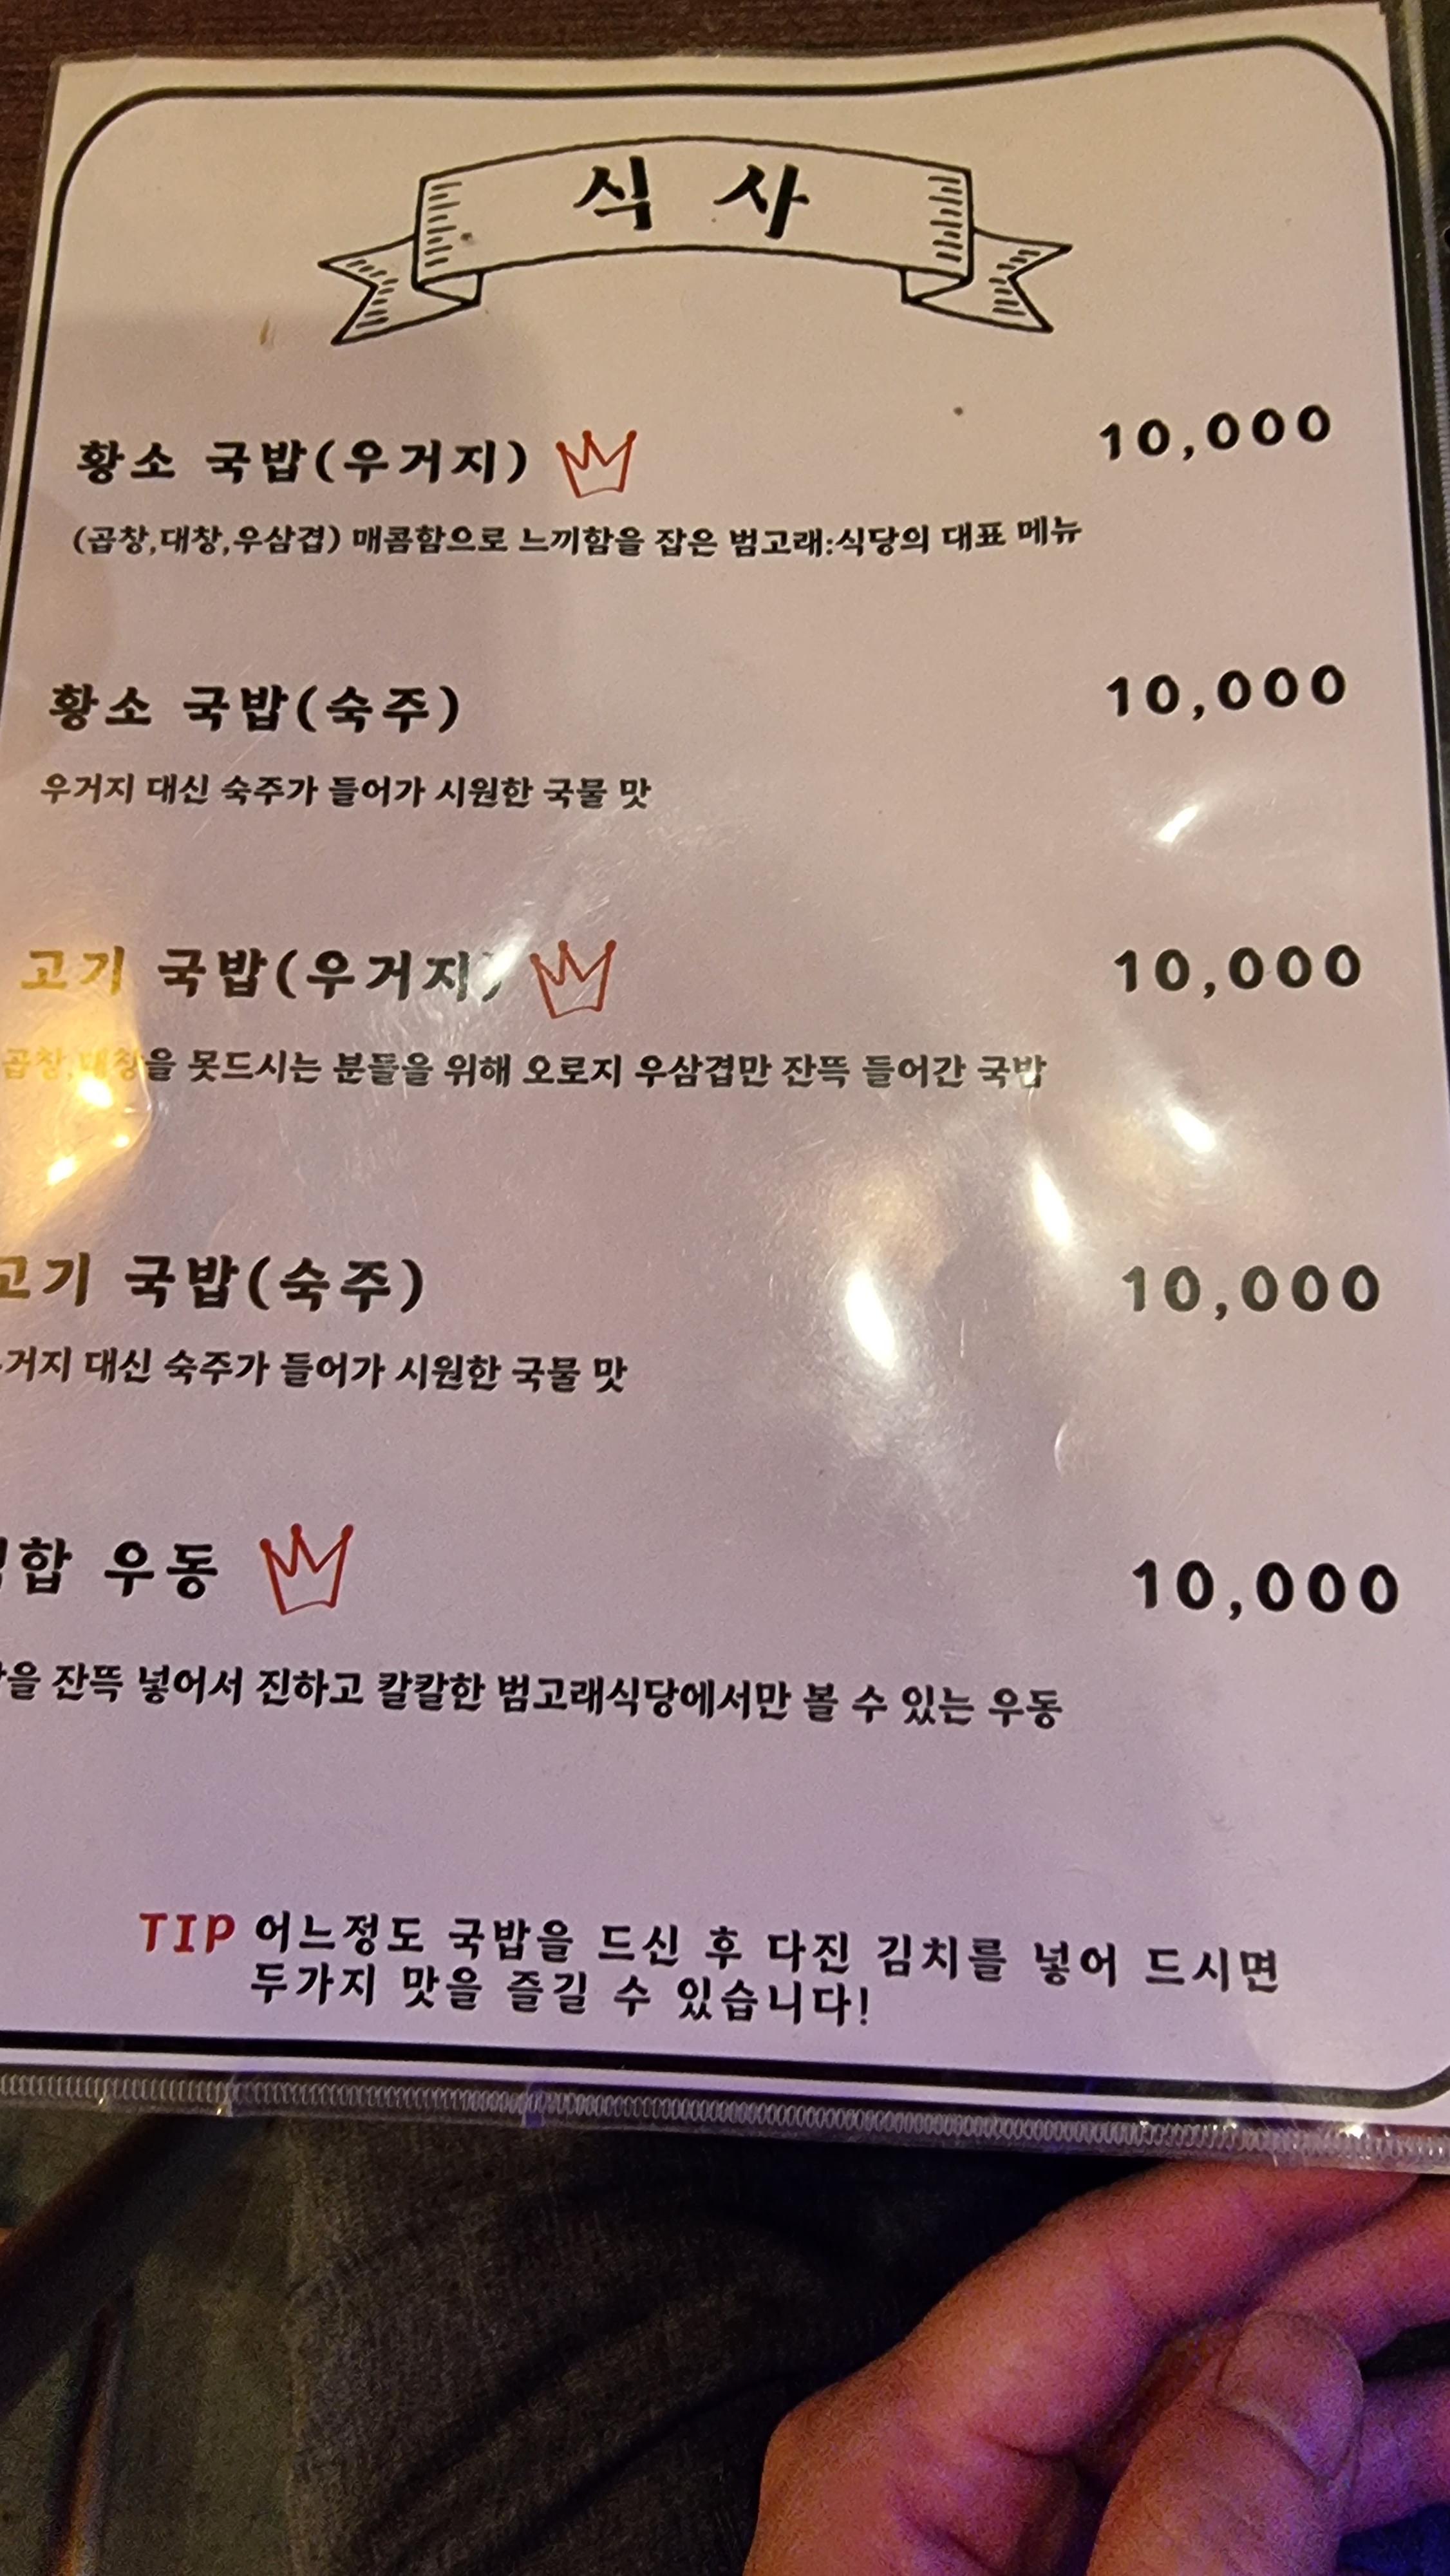 식 사
황소 국밥(우거지)
10,000
(곱창,대창,우삼겹) 매콤함으로 느끼함을 잡은 범고래:식당의 대표 메뉴
황소 국밥(숙주)
10,000
우거지 대신 숙주가 들어가 시원한 국물 맛
고기 국밥(우거지)
10,000
곱창,대창을 못드시는 분들을 위해 오로지 우삼겹만 잔뜩 들어간 국밥
고기 국밥(숙주)
10,000
대신 숙주가 들어가 시원한 국물 맛
우동
10,000
잔뜩 넣어서 진하고 칼칼한 범고래식당에서만 볼 수 있는 우동
TIP 어느정도 국밥을 드신 후 다진 김치를 넣어 드시면
두가지 맛을 즐길 수 있습니다!